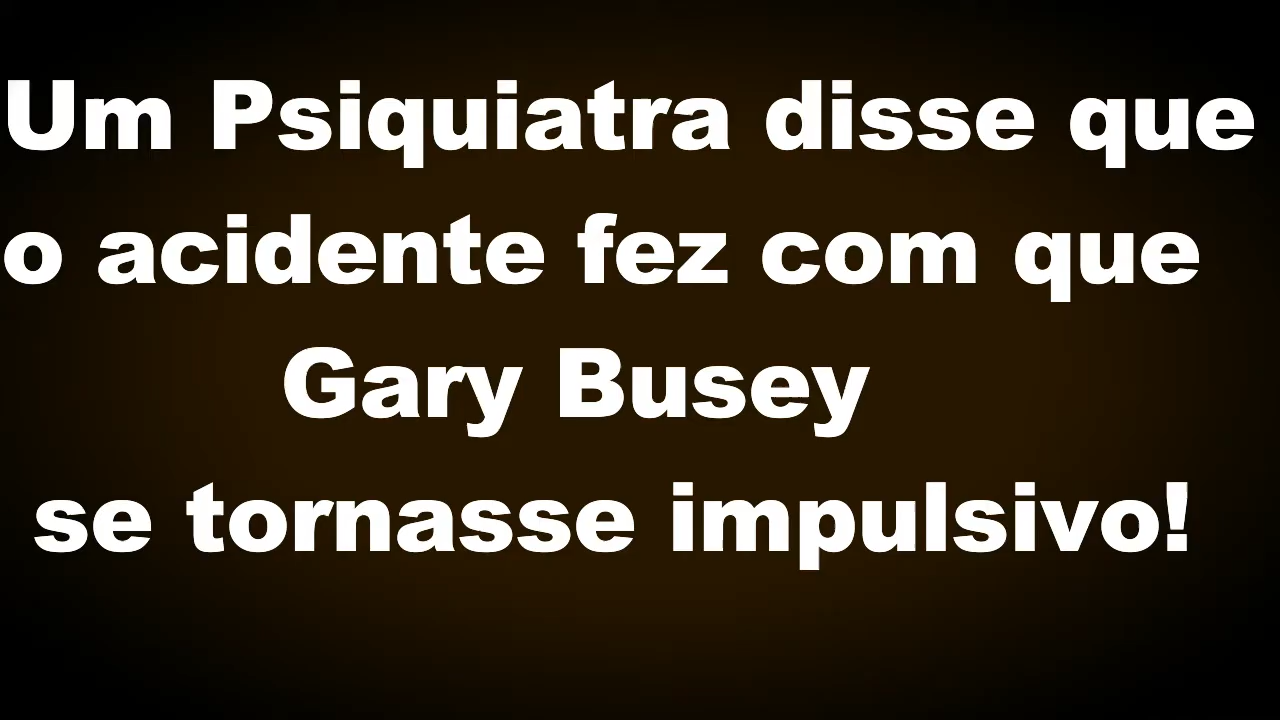 Um Psiquiatra disse que
o acidente fez com que
Gary Busey
se tornasse impulsivo!